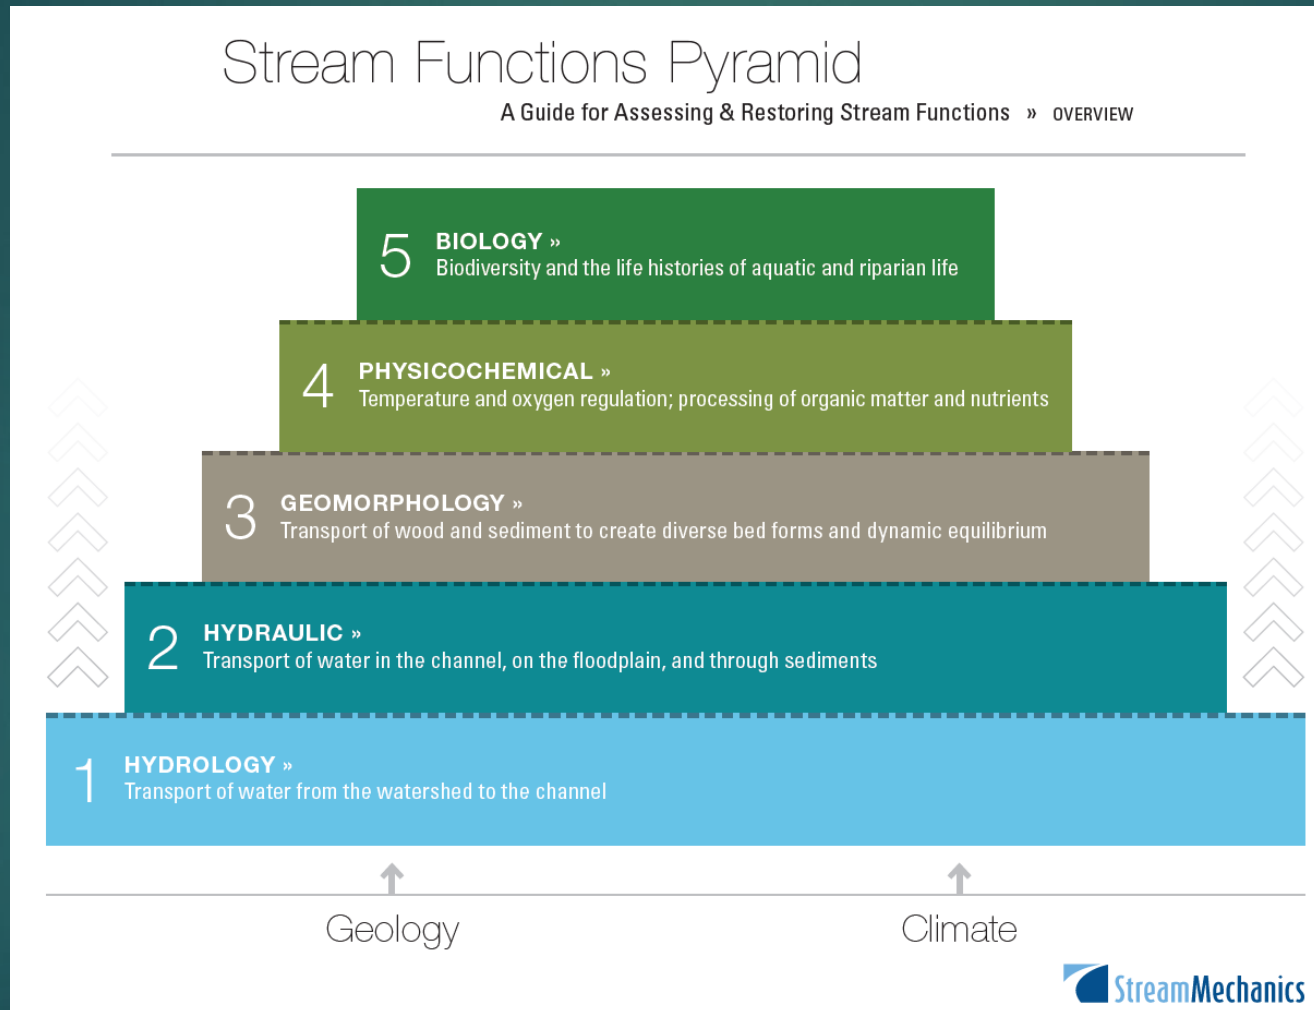 Stream Functions Pyramid
A Guide for Assessing & Restoring Stream Functions » OVERVIEW
5 BIOLOGY »
Biodiversity and the life histories of aquatic and riparian life
4 PHYSICOCHEMICAL »
Temperature and oxygen regulation; processing of organic matter and nutrients
3 GEOMORPHOLOGY »
Transport of wood and sediment to create diverse bed forms and dynamic equilibrium
2 HYDRAULIC »
Transport of water in the channel, on the floodplain, and through sediments
1 HYDROLOGY »
Transport of water from the watershed to the channel
Geology Climate
StreamMechanics